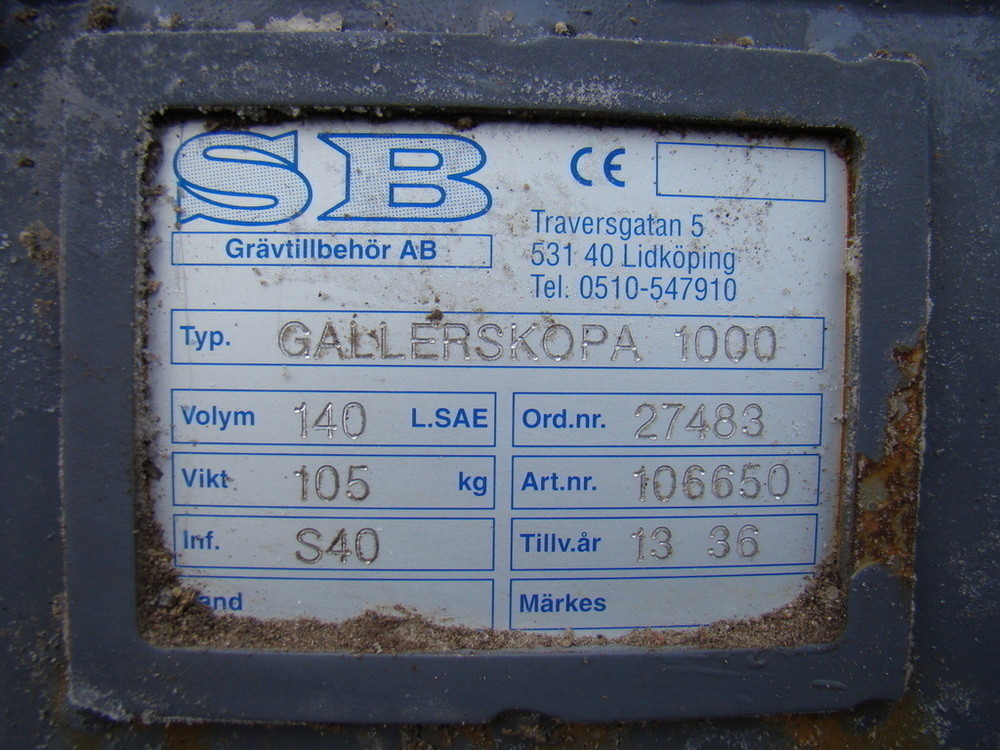 SB
Grävtillbehör AB
CE
Traversgatan 5
531 40 Lidköping
Tel. 0510-547910
Typ. GALLERSKOPA 1000
Volym 140 L.SAE
Ord.nr. 27483
Vikt 105 kg
Art.nr. 106650
Inf. S40
Tillv.år 13 36
Märkes